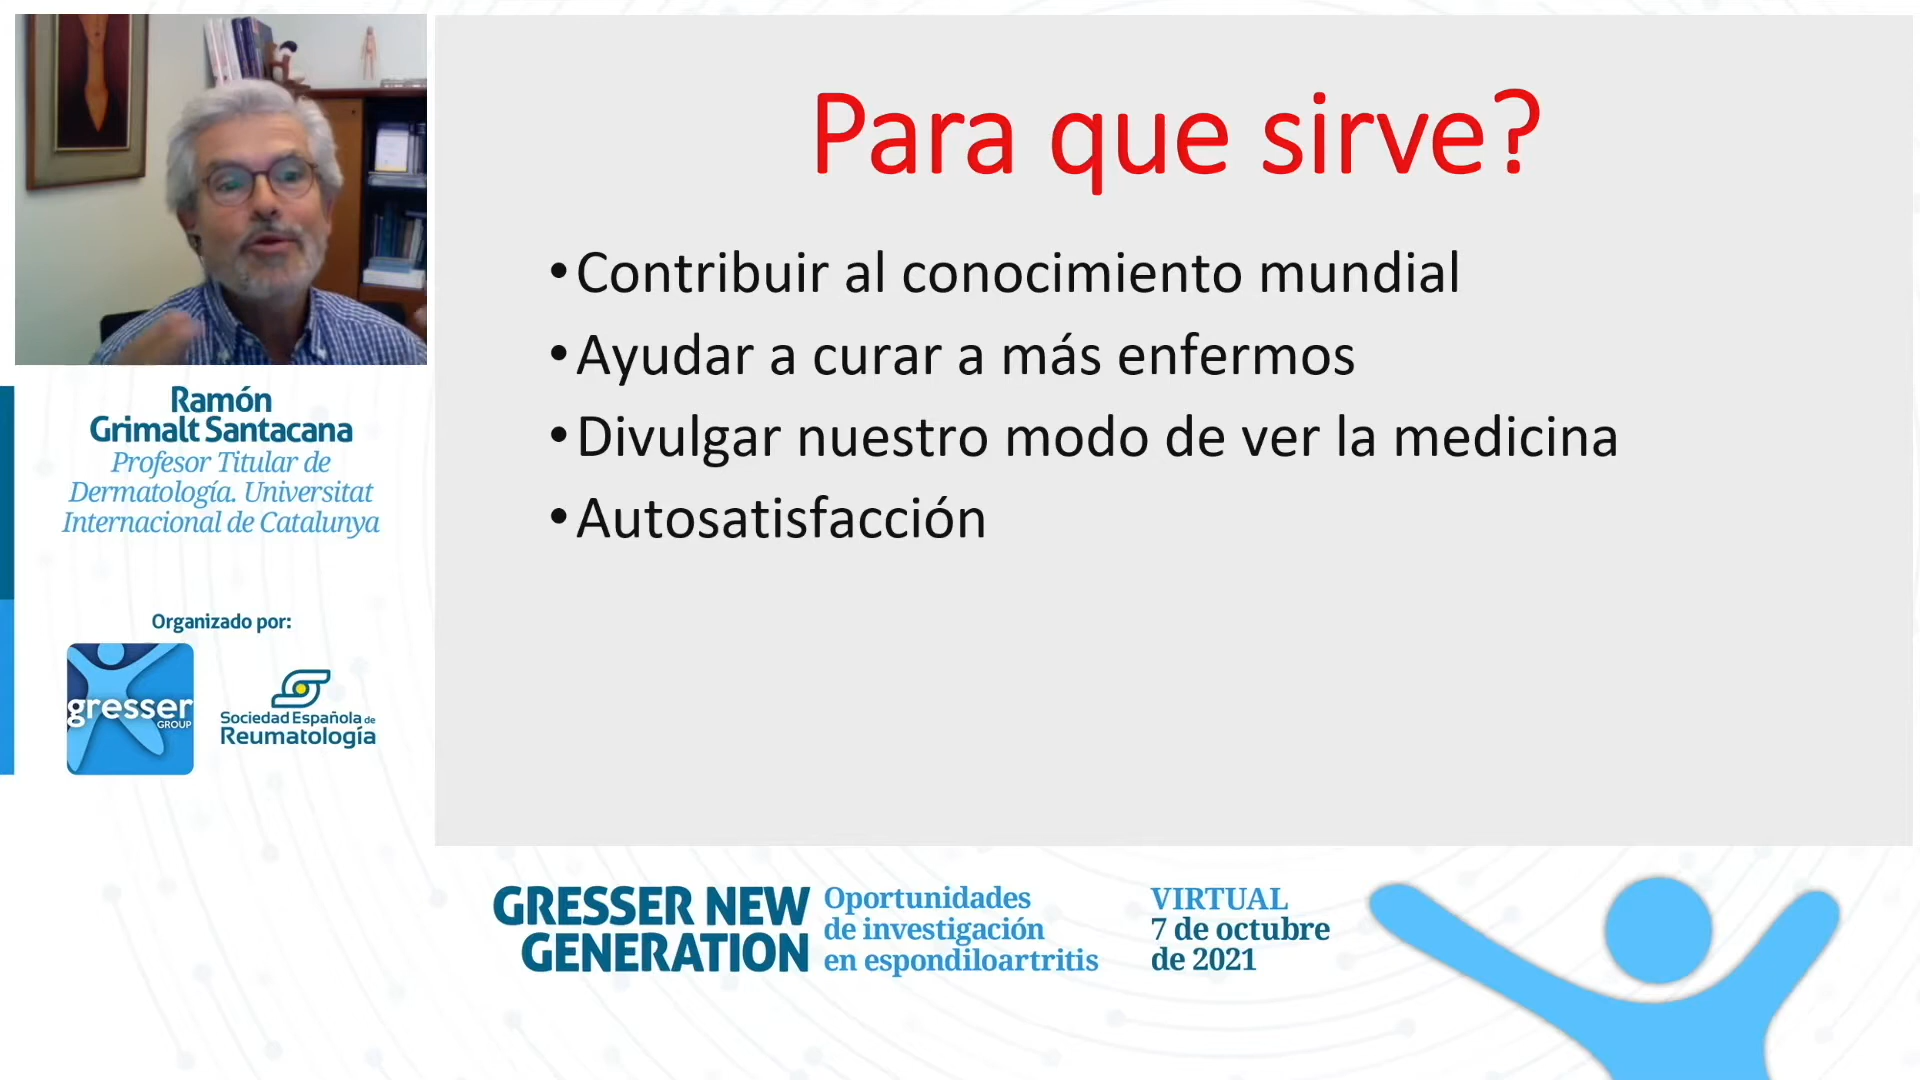 Para que sirve?
•Contribuir al conocimiento mundial
•Ayudar a curar a más enfermos
•Divulgar nuestro modo de ver la medicina
•Autosatisfacción
Ramón
Grimalt Santacana
Profesor Titular de
Dermatología. Universitat
Internacional de Catalunya
Organizado por:
gresser
GROUP
Sociedad Española de
Reumatología
GRESSER NEW
GENERATION
Oportunidades
de investigación
en espondiloartritis
VIRTUAL
7 de octubre
de 2021